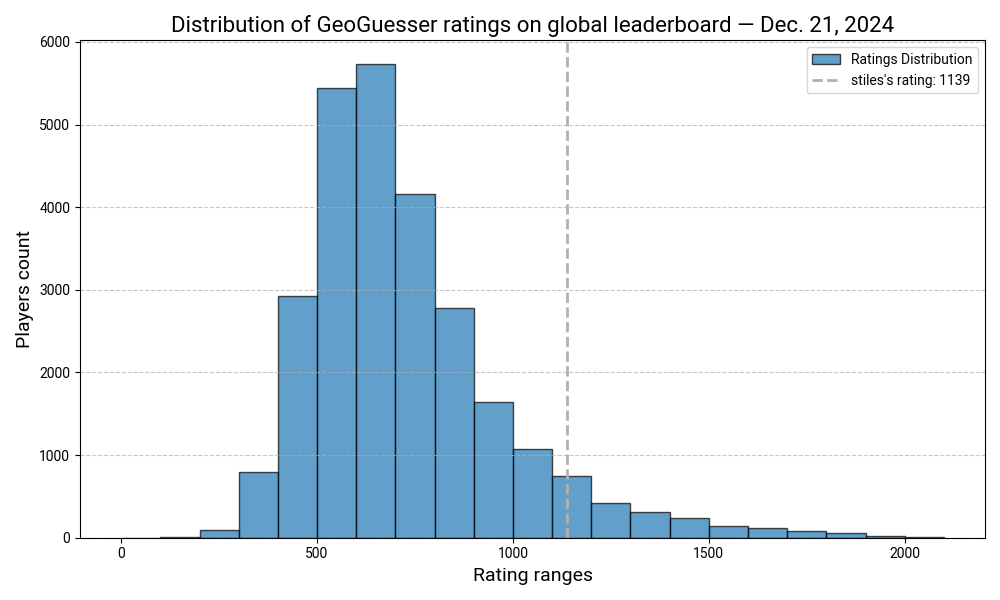 Distribution of GeoGuesser ratings on global leaderboard — Dec. 21, 2024
Ratings Distribution
stiles's rating: 1139
Players count
6000
5000
4000
3000
2000
1000
0
0
500
1000
1500
2000
Rating ranges